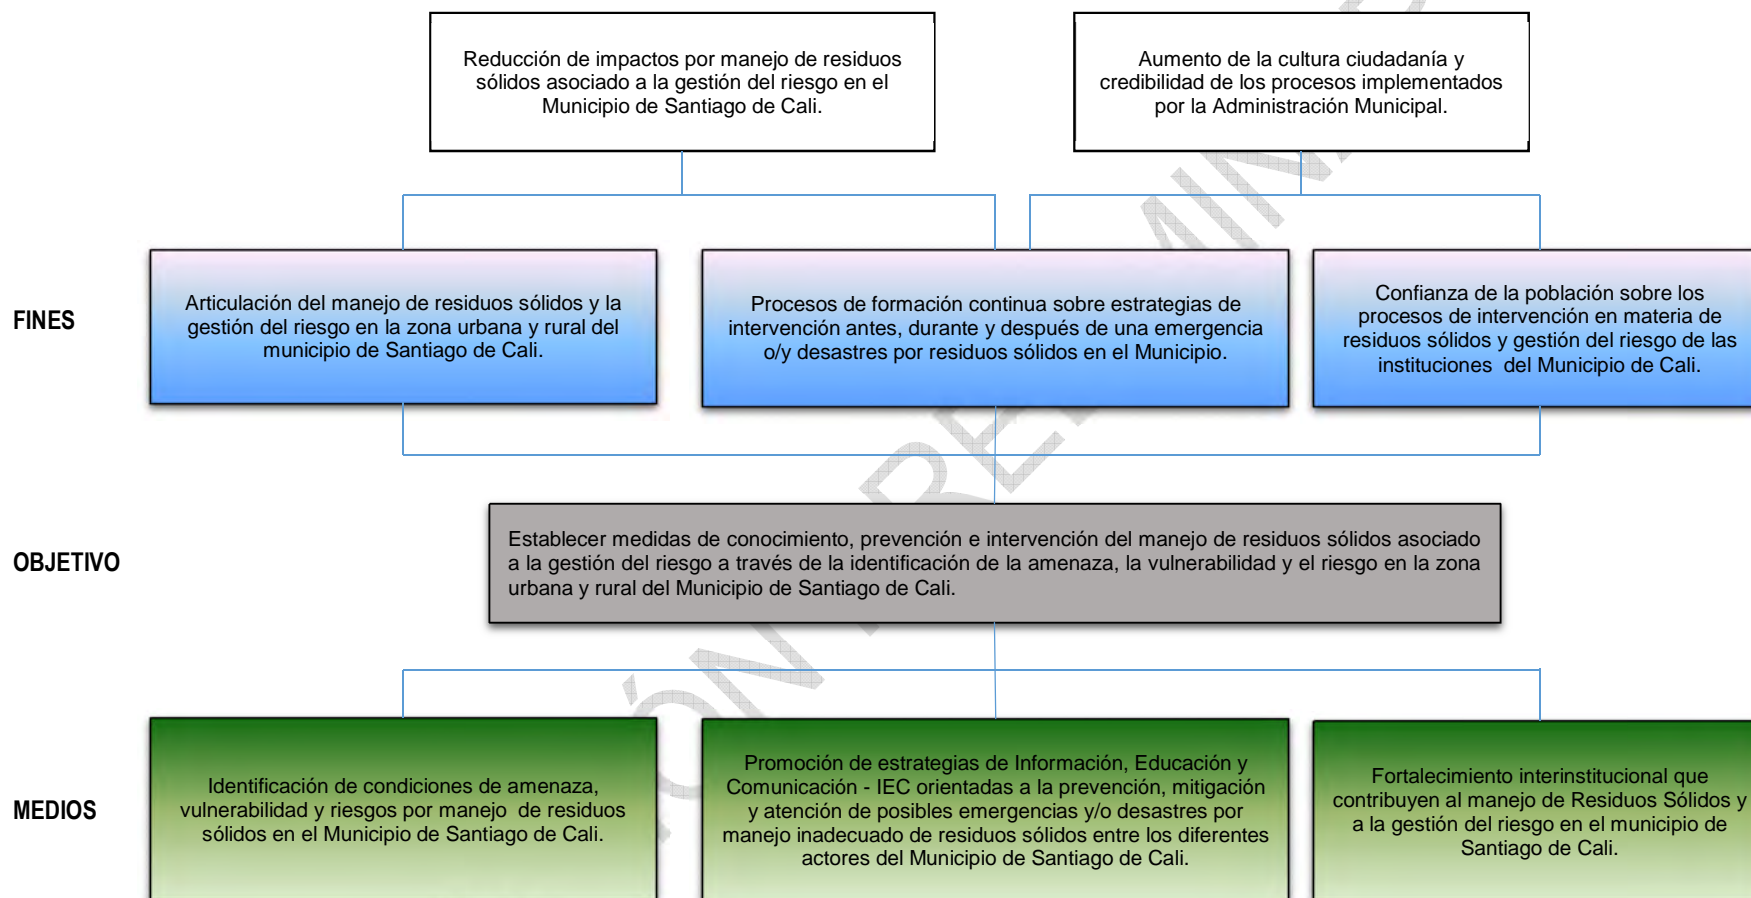 Reducción de impactos por manejo de residuos
sólidos asociado a la gestión del riesgo en el
Municipio de Santiago de Cali.
Aumento de la cultura ciudadanía y
credibilidad de los procesos implementados
por la Administración Municipal.
FINES
Articulación del manejo de residuos sólidos y la
gestión del riesgo en la zona urbana y rural del
municipio de Santiago de Cali.
Procesos de formación continua sobre estrategias de
intervención antes, durante y después de una emergencia
o/y desastres por residuos sólidos en el Municipio.
Confianza de la población sobre los
procesos de intervención en materia de
residuos sólidos y gestión del riesgo de las
instituciones del Municipio de Cali.
OBJETIVO
Establecer medidas de conocimiento, prevención e intervención del manejo de residuos sólidos asociado
a la gestión del riesgo a través de la identificación de la amenaza, la vulnerabilidad y el riesgo en la zona
urbana y rural del Municipio de Santiago de Cali.
MEDIOS
Identificación de condiciones de amenaza,
vulnerabilidad y riesgos por manejo de residuos
sólidos en el Municipio de Santiago de Cali.
Promoción de estrategias de Información, Educación y
Comunicación - IEC orientadas a la prevención, mitigación
y atención de posibles emergencias y/o desastres por
manejo inadecuado de residuos sólidos entre los diferentes
actores del Municipio de Santiago de Cali.
Fortalecimiento interinstitucional que
contribuyen al manejo de Residuos Sólidos y
a la gestión del riesgo en el municipio de
Santiago de Cali.